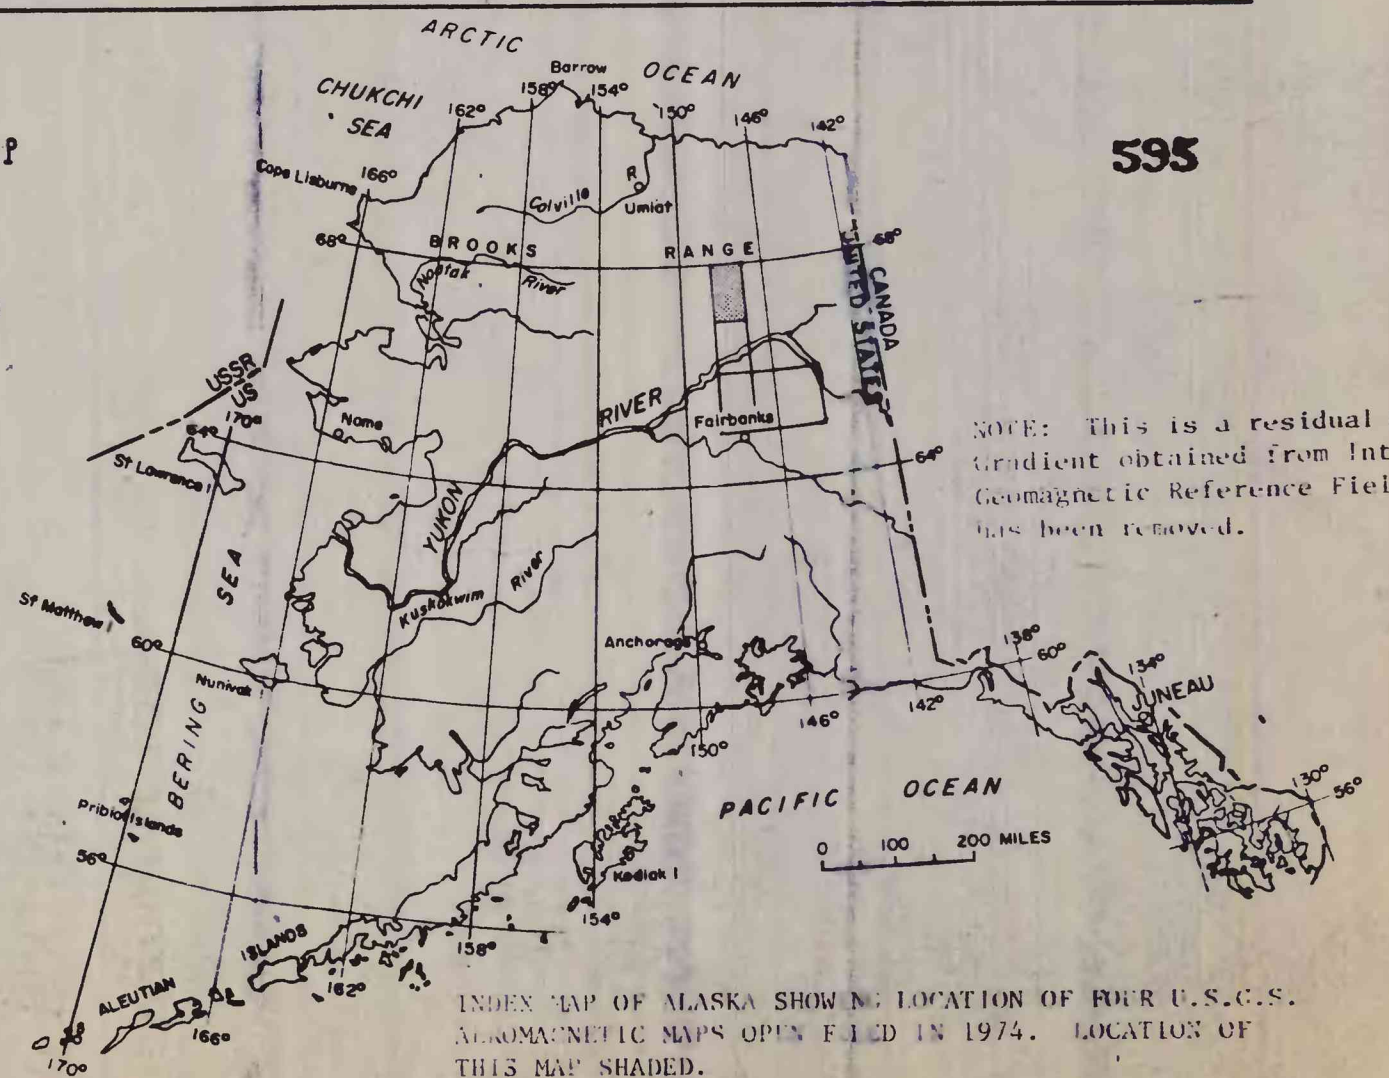 ARCTIC OCEAN
Barrow
CHUKCHI
SEA
162°
158°
154°
150°
146°
142°
P
595
Cape Lisburne
166°
R
Umiat
Colville
68°
BROOKS RANGE
68°
Noatak River
UNITED STATES
CANADA
USSR
US
170°
64°
Nome
RIVER
Fairbanks
64°
NOTE: This is a residual
Gradient obtained from Int
Geomagnetic Reference Fiel
has been removed.
St Lawrence I
YUKON
SEA
St Matthew I
60°
Kuskokwim River
Anchorage
Nunivak
138°
60°
134°
JUNEAU
146°
142°
150°
BERING
PACIFIC OCEAN
130°
56°
Pribilof Islands
0 100 200 MILES
56°
Kodiak I
154°
158°
ALEUTIAN ISLANDS
162°
166°
170°
INDEX MAP OF ALASKA SHOWING LOCATION OF FOUR U.S.G.S.
AEROMAGNETIC MAPS OPEN FILED IN 1974. LOCATION OF
THIS MAP SHADED.